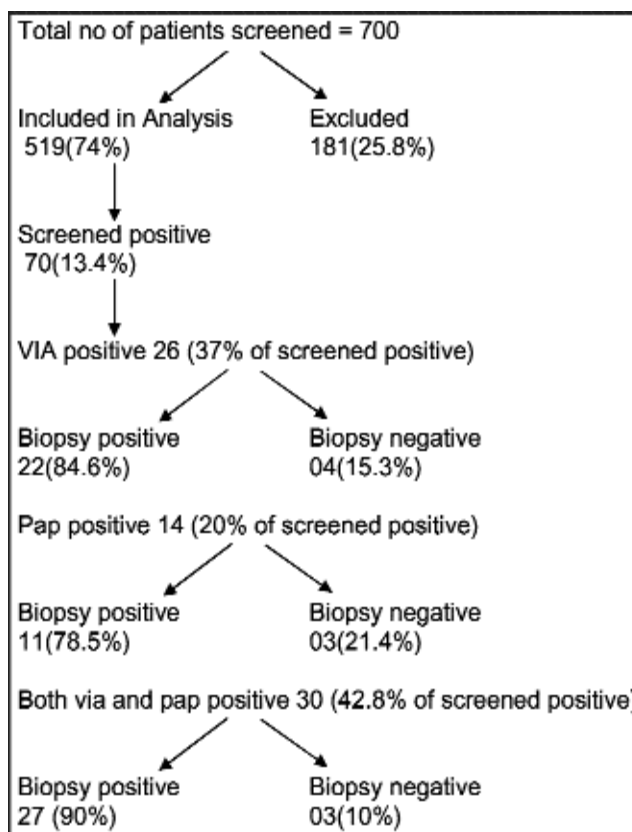 Total no of patients screened = 700
Included in Analysis Excluded
519(74%) 181(25.8%)
Screened positive
70(13.4%)
VIA positive 26 (37% of screened positive)
Biopsy positive Biopsy negative
22(84.6%) 04(15.3%)
Pap positive 14 (20% of screened positive)
Biopsy positive Biopsy negative
11(78.5%) 03(21.4%)
Both via and pap positive 30 (42.8% of screened positive)
Biopsy positive Biopsy negative
27 (90%) 03(10%)